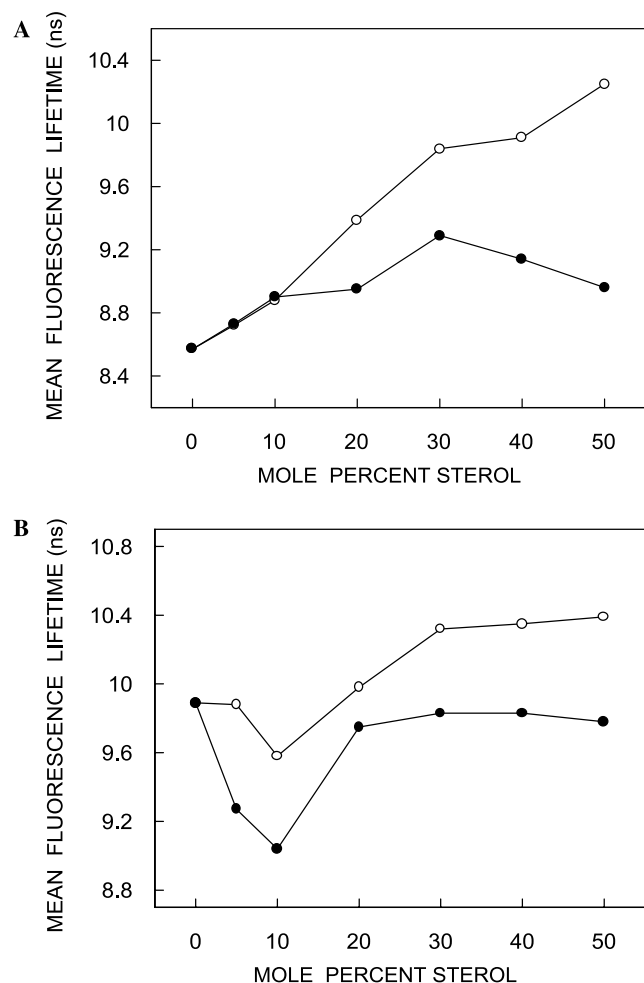 A
MEAN FLUORESCENCE LIFETIME (ns)
10.4
10
9.6
9.2
8.8
8.4
0 10 20 30 40 50
MOLE PERCENT STEROL
B
MEAN FLUORESCENCE LIFETIME (ns)
10.8
10.4
10
9.6
9.2
8.8
0 10 20 30 40 50
MOLE PERCENT STEROL